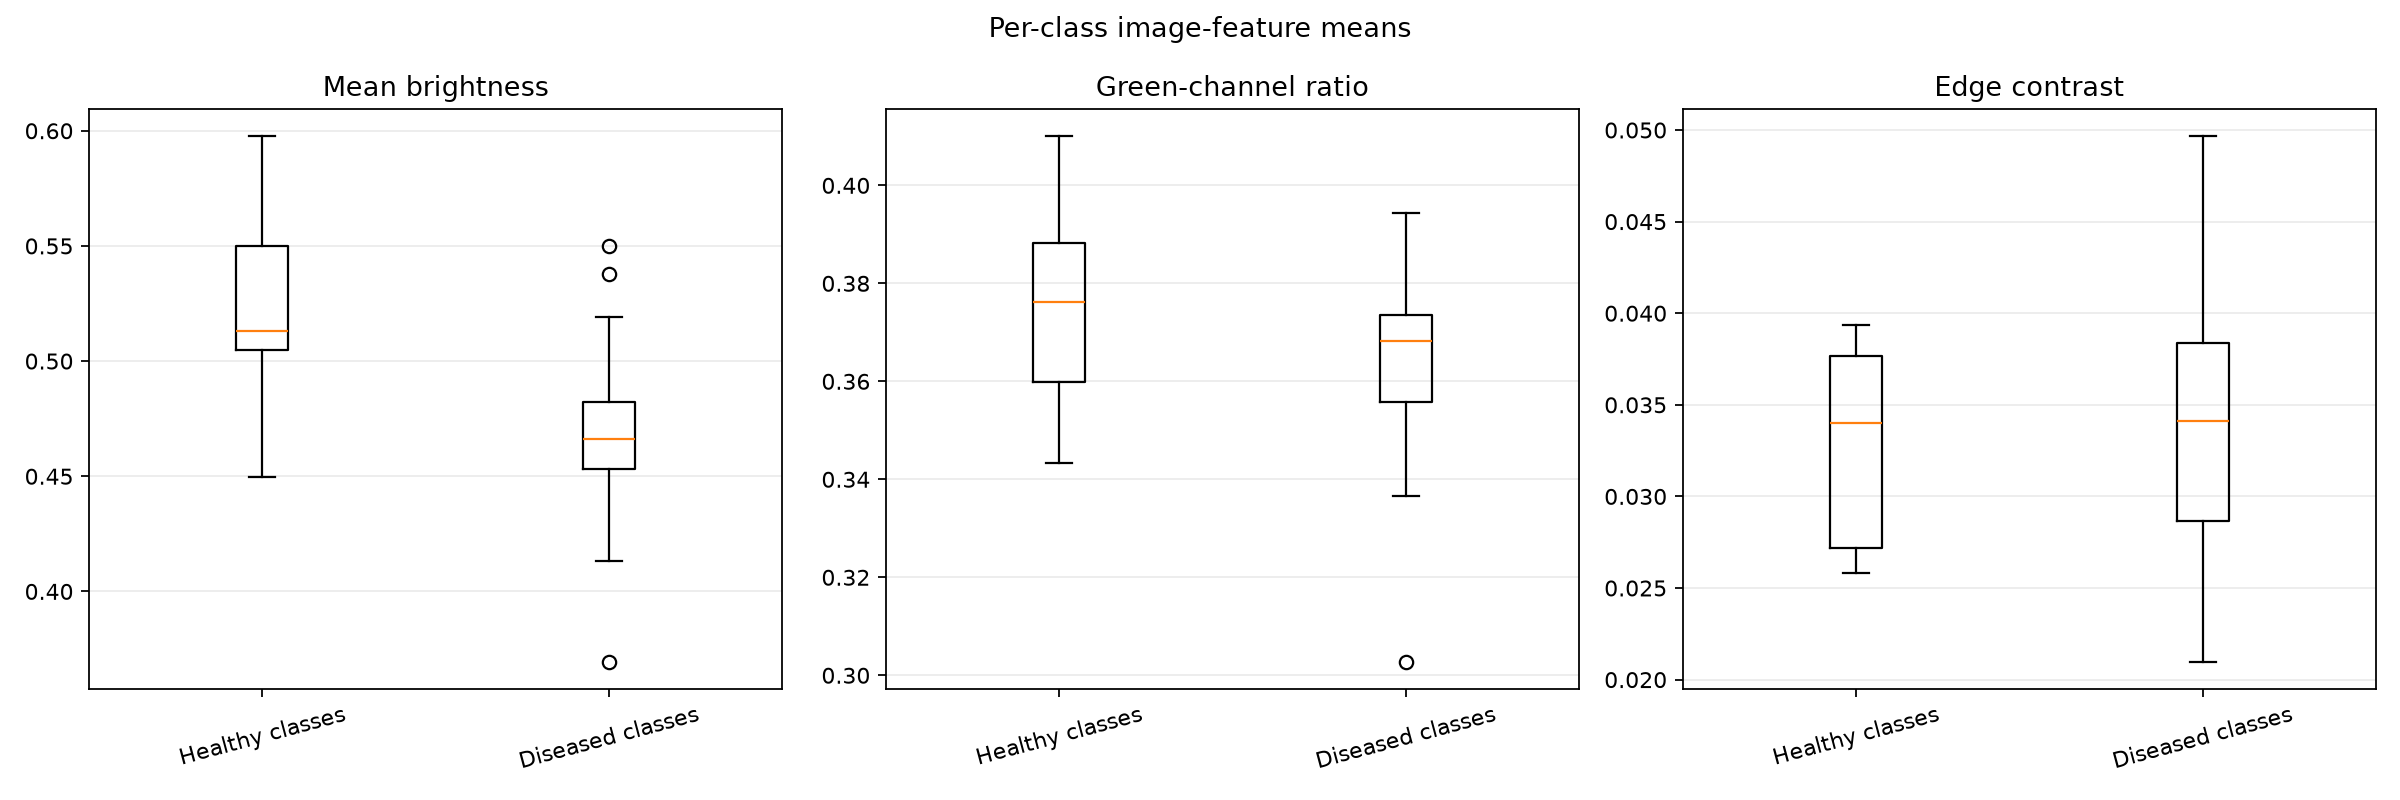 Per-class image-feature means
Mean brightness
0.60
0.55
0.50
0.45
0.40
Healthy classes
Diseased classes
Green-channel ratio
0.40
0.38
0.36
0.34
0.32
0.30
Healthy classes
Diseased classes
Edge contrast
0.050
0.045
0.040
0.035
0.030
0.025
0.020
Healthy classes
Diseased classes